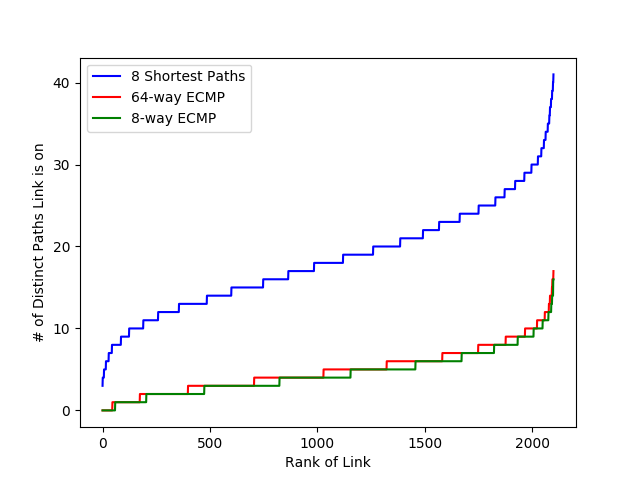 8 Shortest Paths
64-way ECMP
8-way ECMP
# of Distinct Paths Link is on
40
30
20
10
0
0 500 1000 1500 2000
Rank of Link